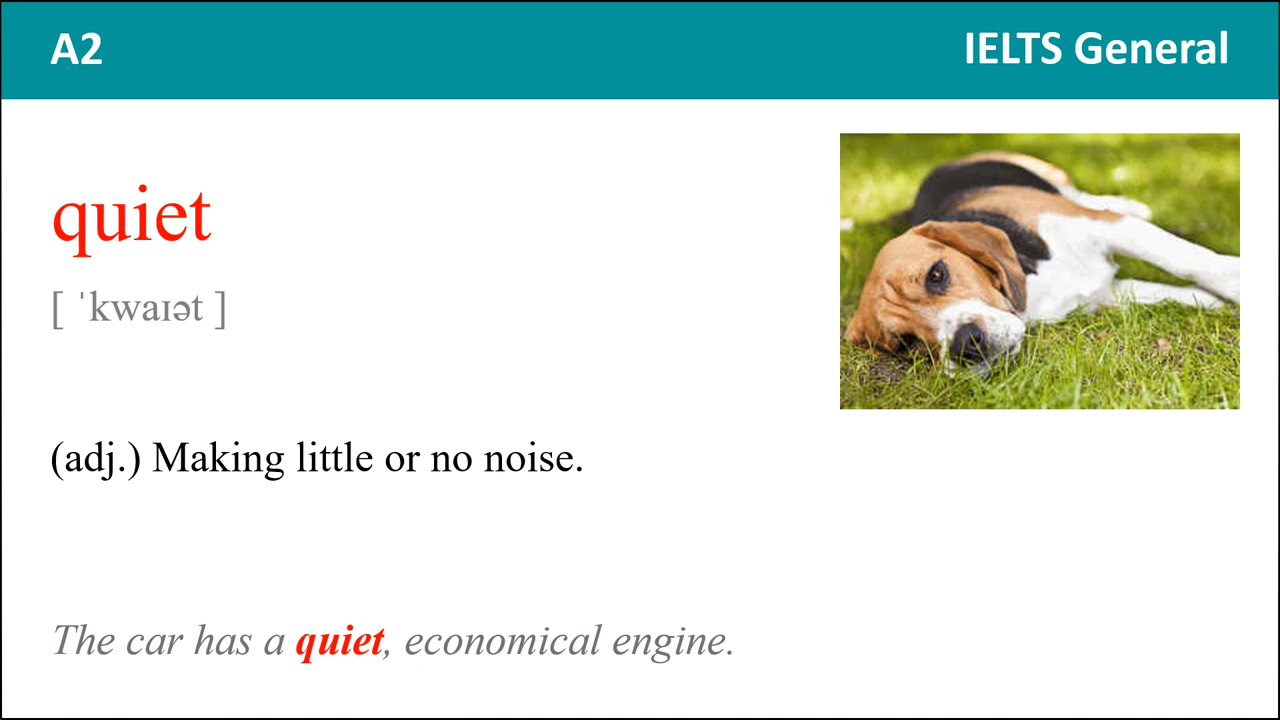 A2
IELTS General
quiet
[ ˈkwaɪət ]
(adj.) Making little or no noise.
The car has a quiet, economical engine.